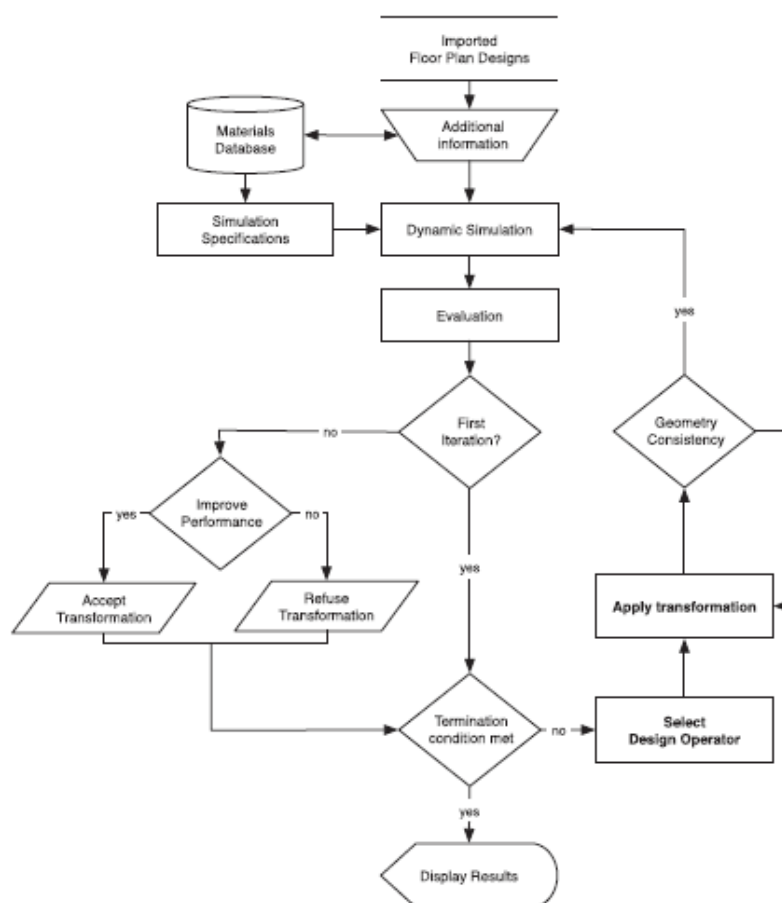 Imported
Floor Plan Designs
Materials
Database
Additional
information
Simulation
Specifications
Dynamic Simulation
yes
Evaluation
First
Iteration?
Geometry
Consistency
no
Improve
Performance
yes
no
yes
Accept
Transformation
Refuse
Transformation
Apply transformation
Termination
condition met
no
Select
Design Operator
yes
Display Results